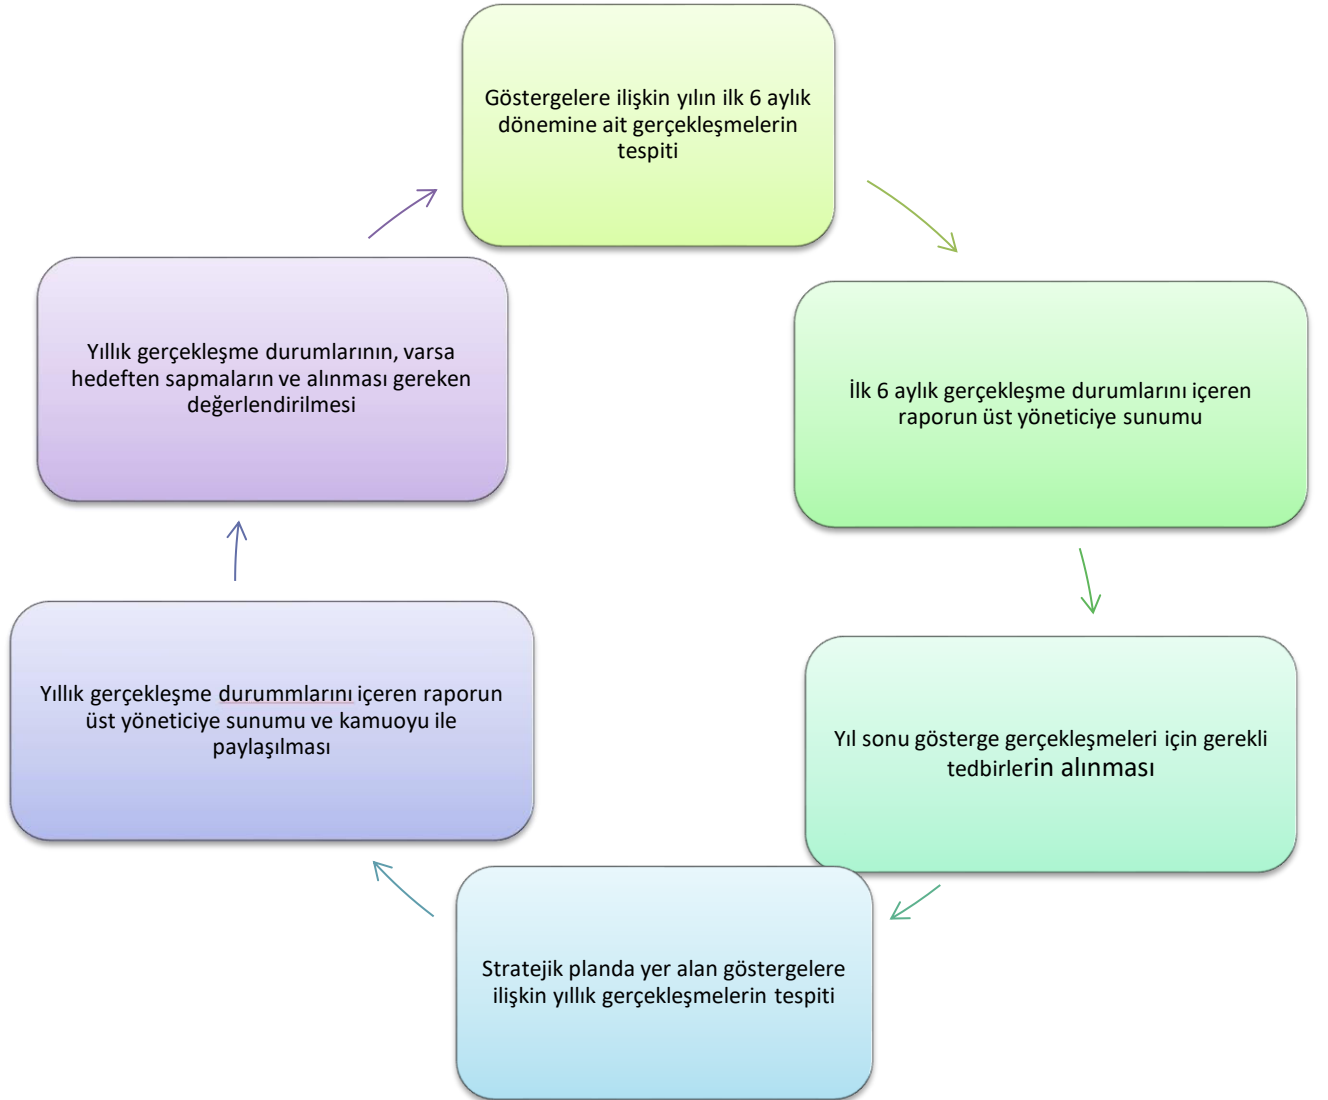 Göstergelere ilişkin yılın ilk 6 aylık
dönemine ait gerçekleşmelerin
tespiti
İlk 6 aylık gerçekleşme durumlarını içeren
raporun üst yöneticiye sunumu
Yıl sonu gösterge gerçekleşmeleri için gerekli
tedbirlerin alınması
Stratejik planda yer alan göstergelere
ilişkin yıllık gerçekleşmelerin tespiti
Yıllık gerçekleşme durummlarını içeren raporun
üst yöneticiye sunumu ve kamuoyu ile
paylaşılması
Yıllık gerçekleşme durumlarının, varsa
hedeften sapmaların ve alınması gereken
değerlendirilmesi